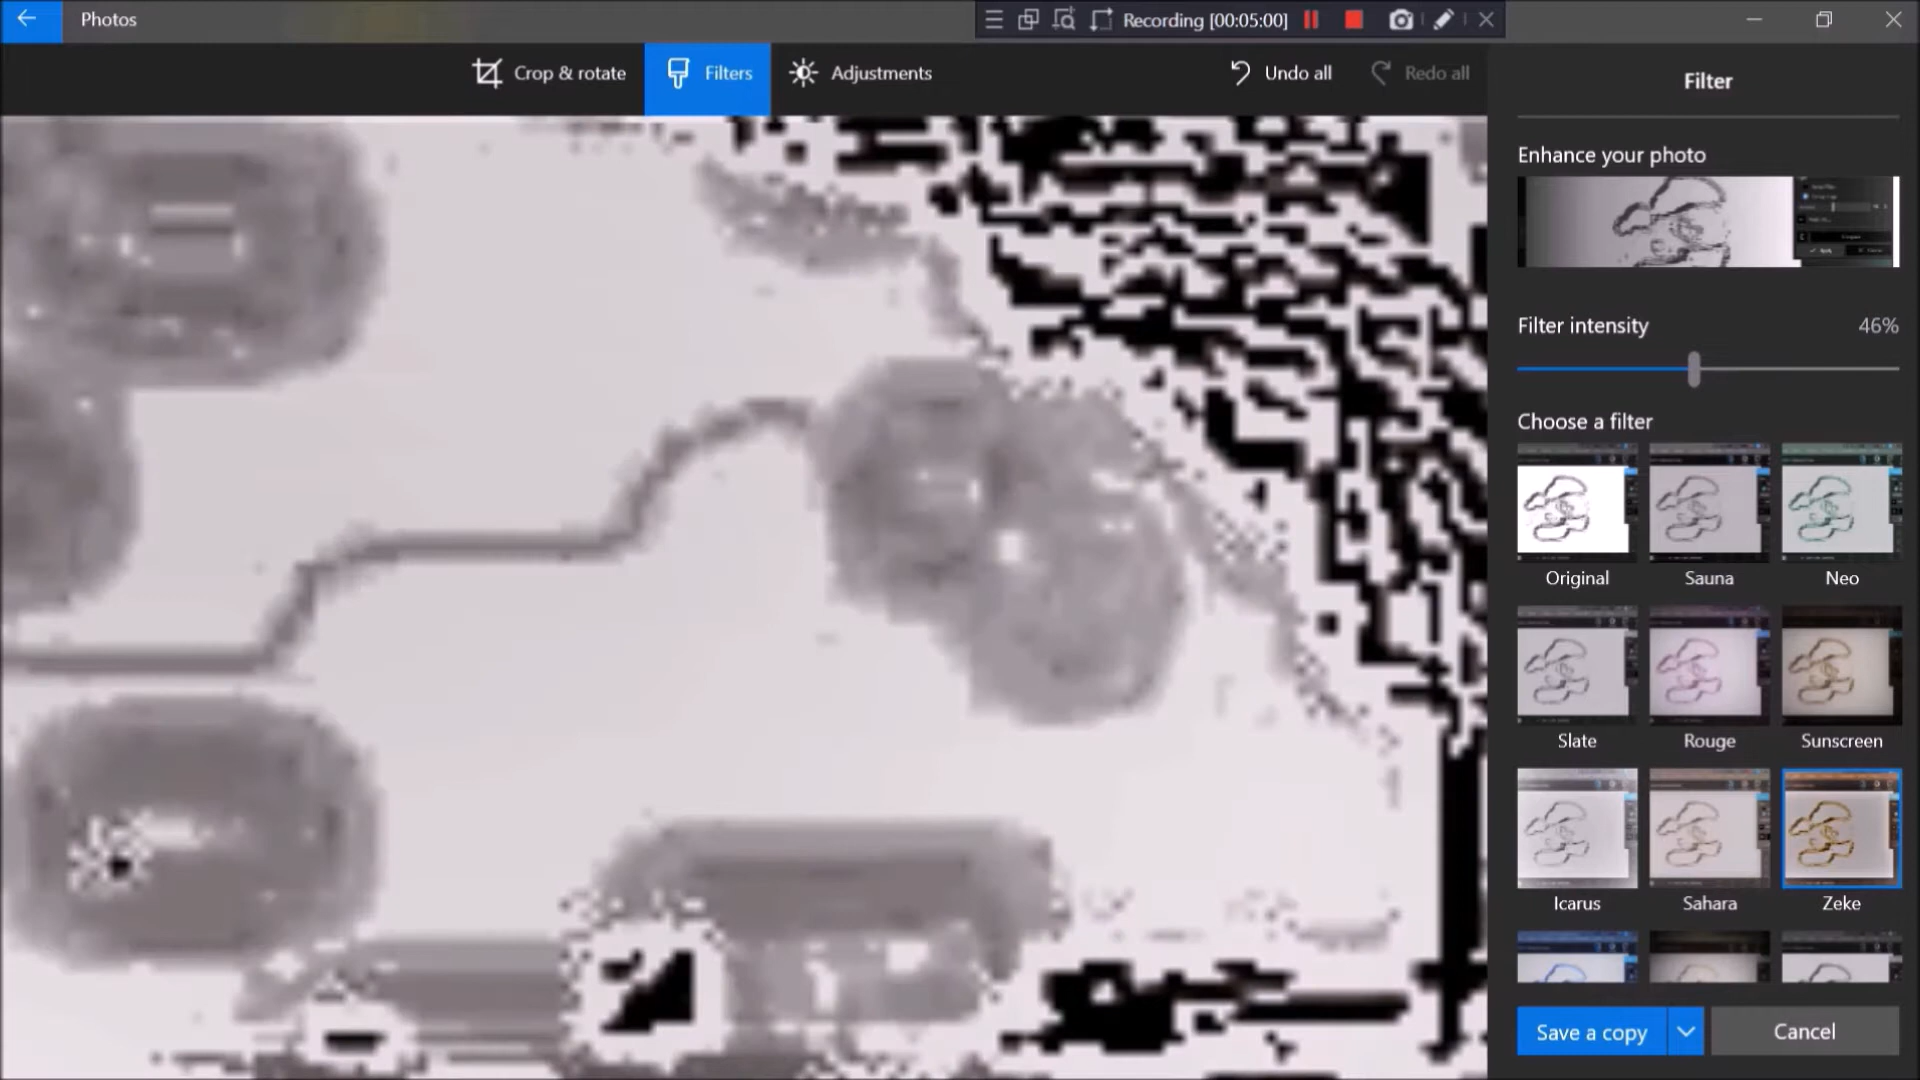 Photos
Recording [00:05:00]
Crop & rotate
Filters
Adjustments
Undo all
Redo all
Filter
Enhance your photo
Filter intensity
46%
Choose a filter
Original
Sauna
Neo
Slate
Rouge
Sunscreen
Icarus
Sahara
Zeke
Save a copy
Cancel